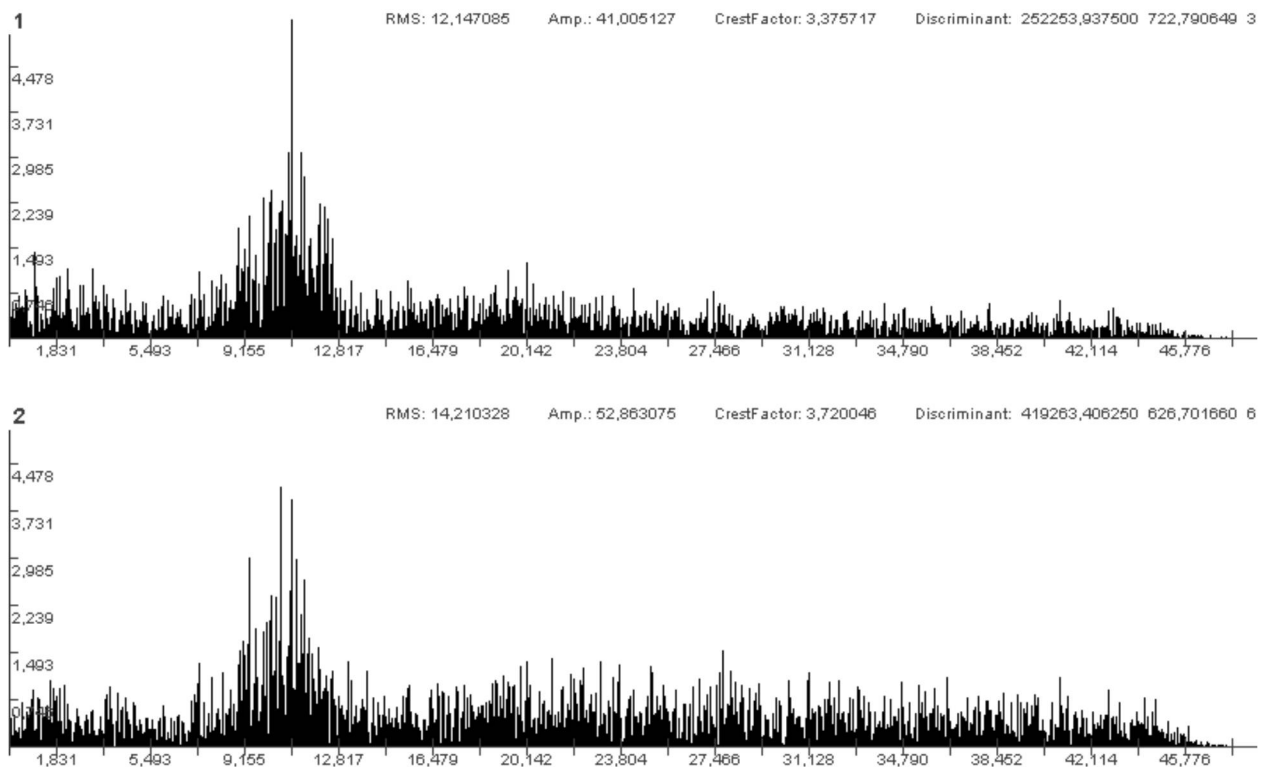 1 RMS: 12,147085 Amp.: 41,005127 CrestFactor: 3,375717 Discriminant: 252253,937500 722,790649 3
4,478
3,731
2,985
2,239
1,493
1,831 5,493 9,155 12,817 16,479 20,142 23,804 27,466 31,128 34,790 38,452 42,114 45,776
2 RMS: 14,210328 Amp.: 52,863075 CrestFactor: 3,720046 Discriminant: 419263,406250 626,701660 6
4,478
3,731
2,985
2,239
1,493
1,831 5,493 9,155 12,817 16,479 20,142 23,804 27,466 31,128 34,790 38,452 42,114 45,776